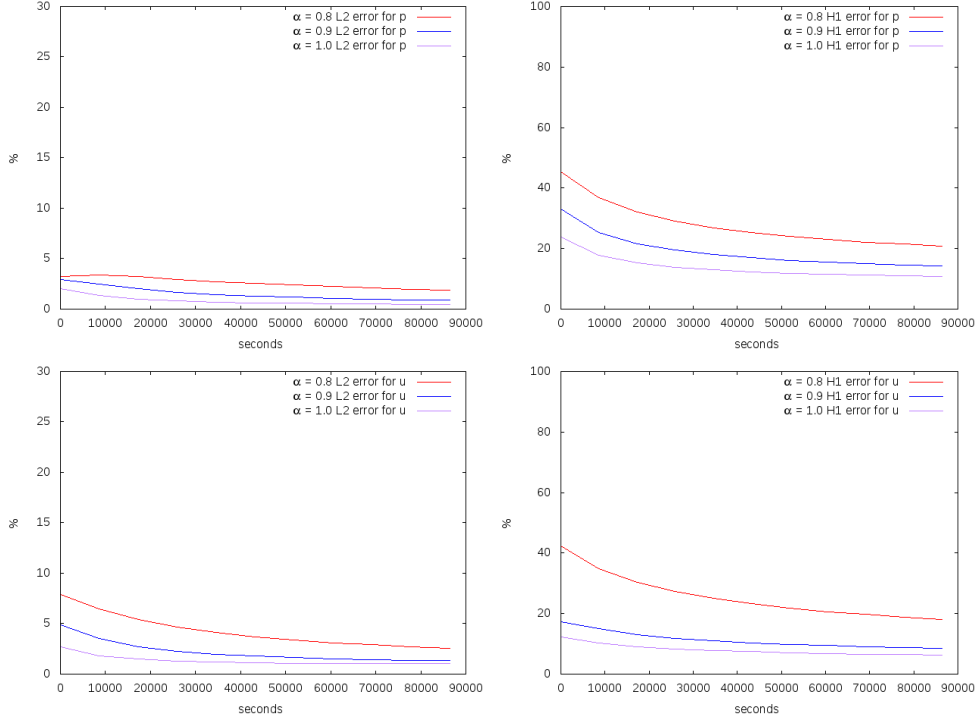 30
25
20
15
10
5
0
%
0 10000 20000 30000 40000 50000 60000 70000 80000 90000
seconds
α = 0.8 L2 error for p
α = 0.9 L2 error for p
α = 1.0 L2 error for p
100
80
60
40
20
0
%
0 10000 20000 30000 40000 50000 60000 70000 80000 90000
seconds
α = 0.8 H1 error for p
α = 0.9 H1 error for p
α = 1.0 H1 error for p
30
25
20
15
10
5
0
%
0 10000 20000 30000 40000 50000 60000 70000 80000 90000
seconds
α = 0.8 L2 error for u
α = 0.9 L2 error for u
α = 1.0 L2 error for u
100
80
60
40
20
0
%
0 10000 20000 30000 40000 50000 60000 70000 80000 90000
seconds
α = 0.8 H1 error for u
α = 0.9 H1 error for u
α = 1.0 H1 error for u